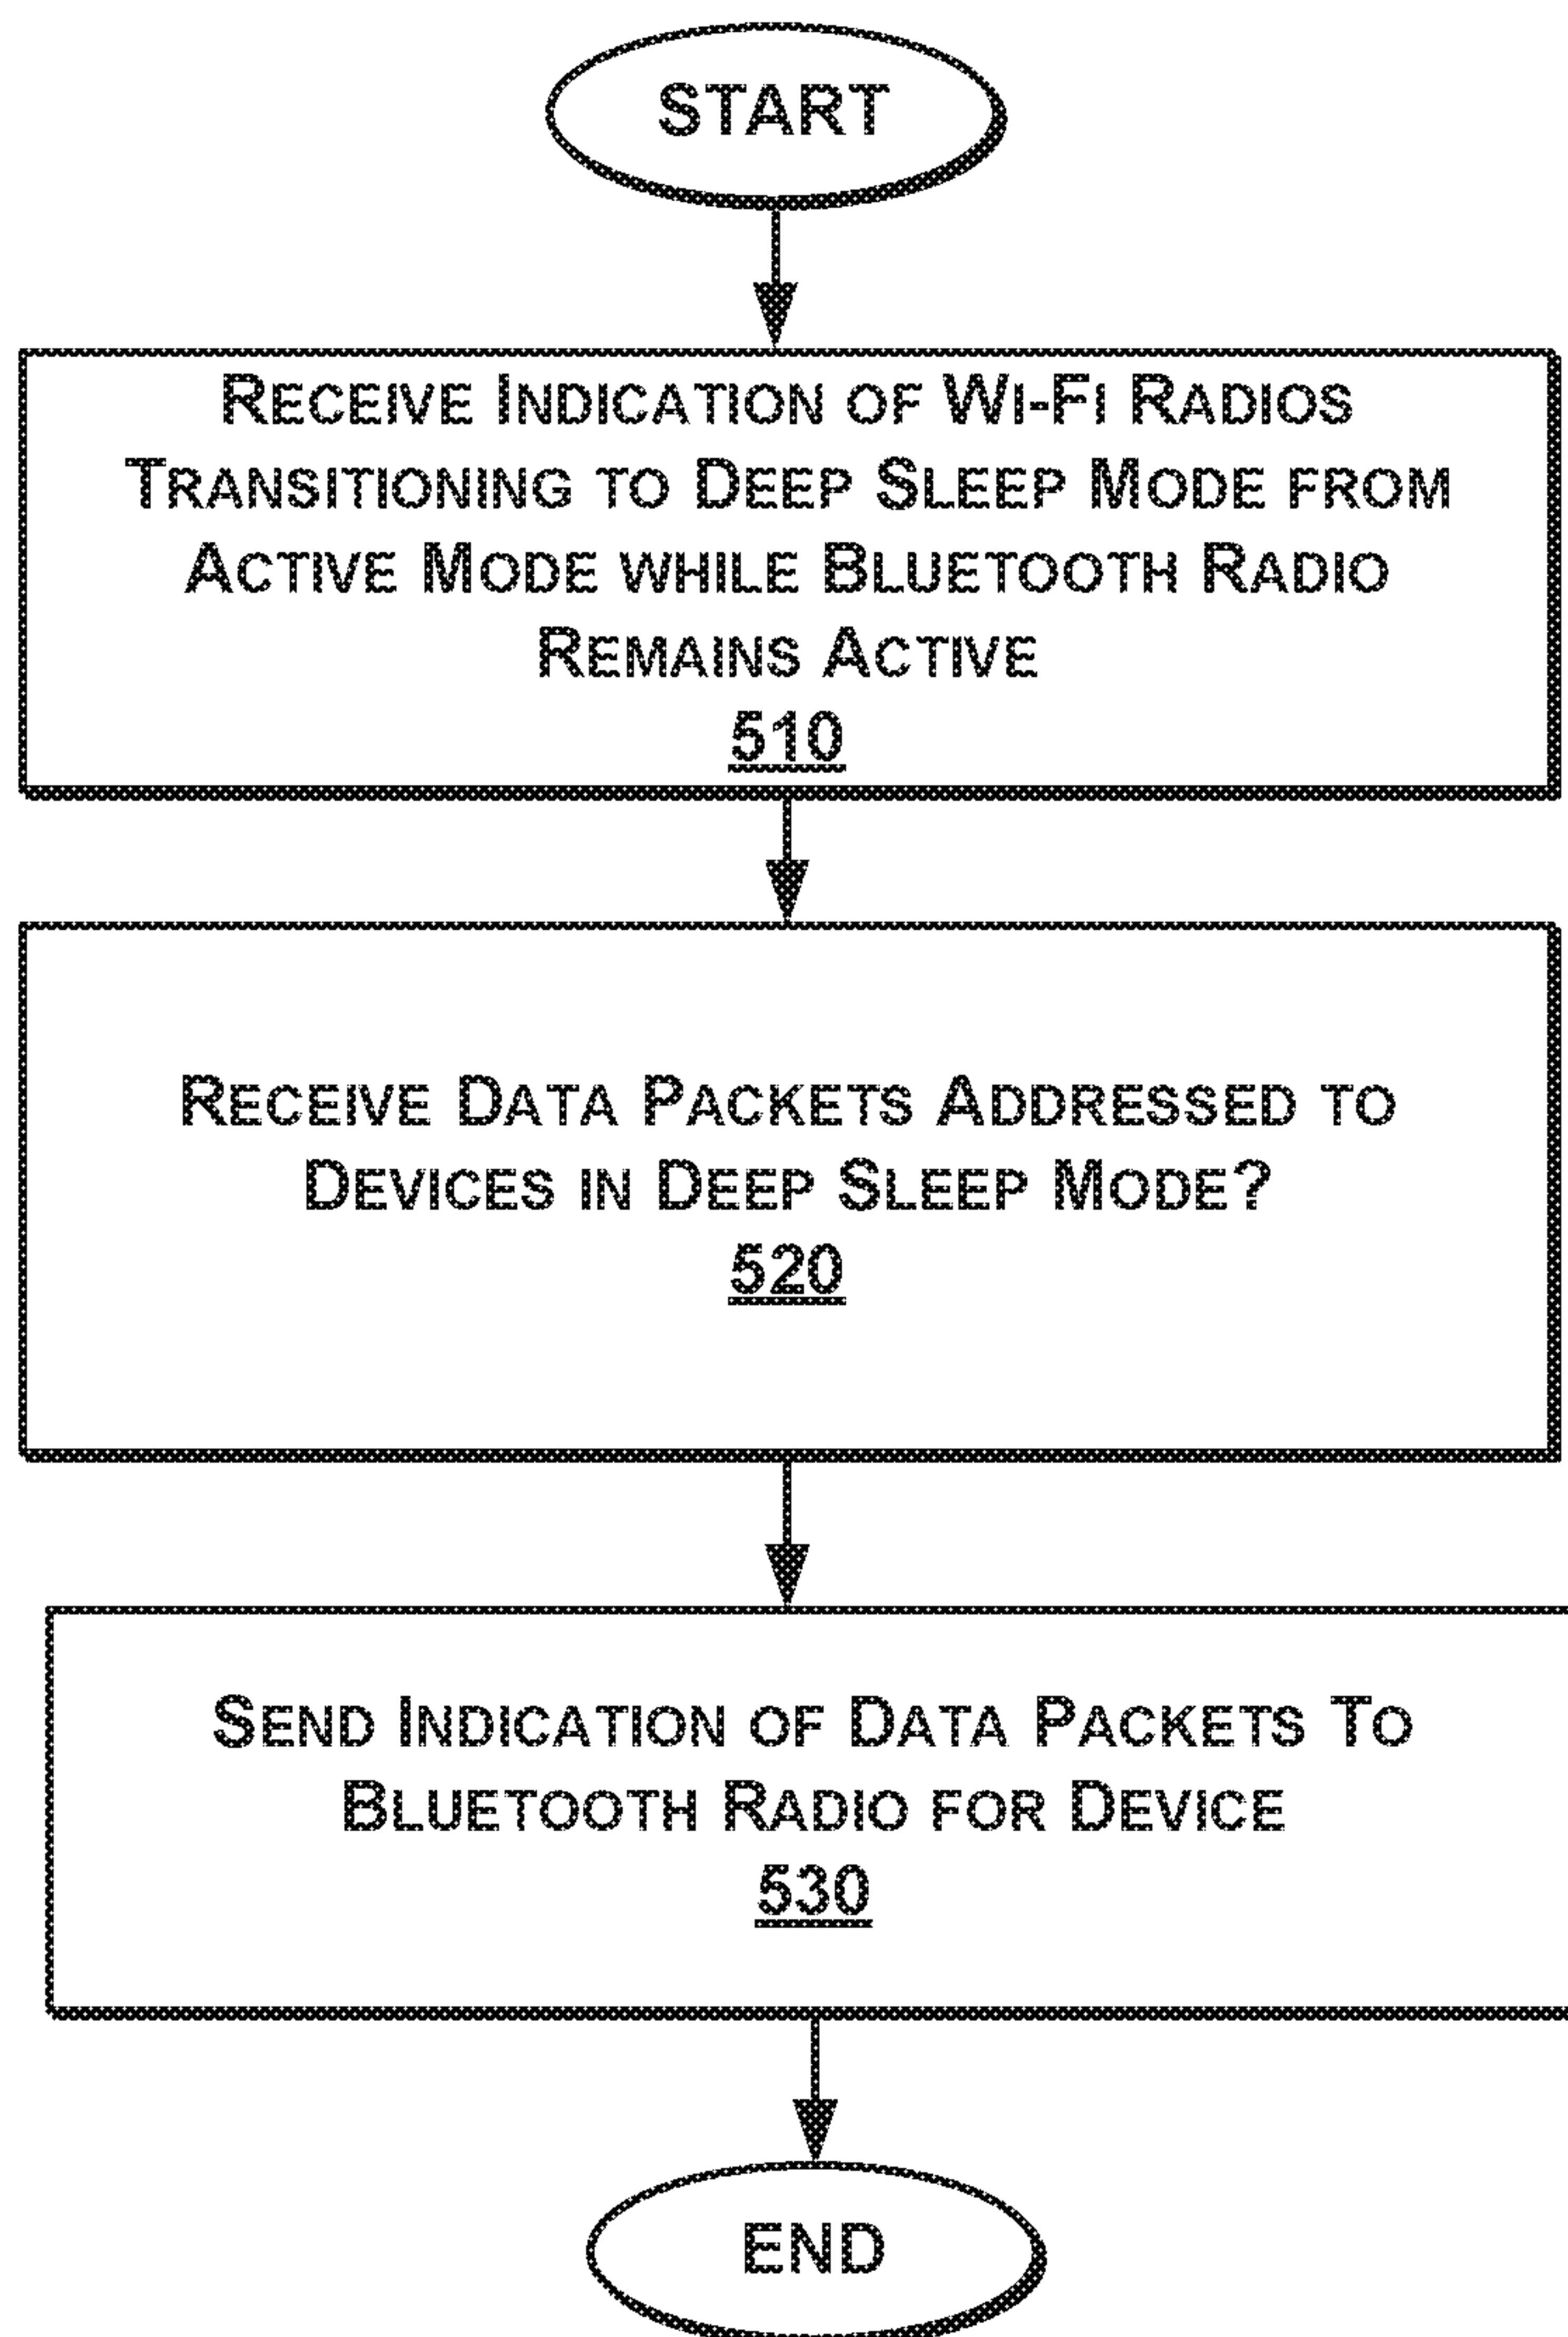 START
RECEIVE INDICATION OF WI-FI RADIOS
TRANSITIONING TO DEEP SLEEP MODE FROM
ACTIVE MODE WHILE BLUETOOTH RADIO
REMAINS ACTIVE
510
RECEIVE DATA PACKETS ADDRESSED TO
DEVICES IN DEEP SLEEP MODE?
520
SEND INDICATION OF DATA PACKETS TO
BLUETOOTH RADIO FOR DEVICE
530
END